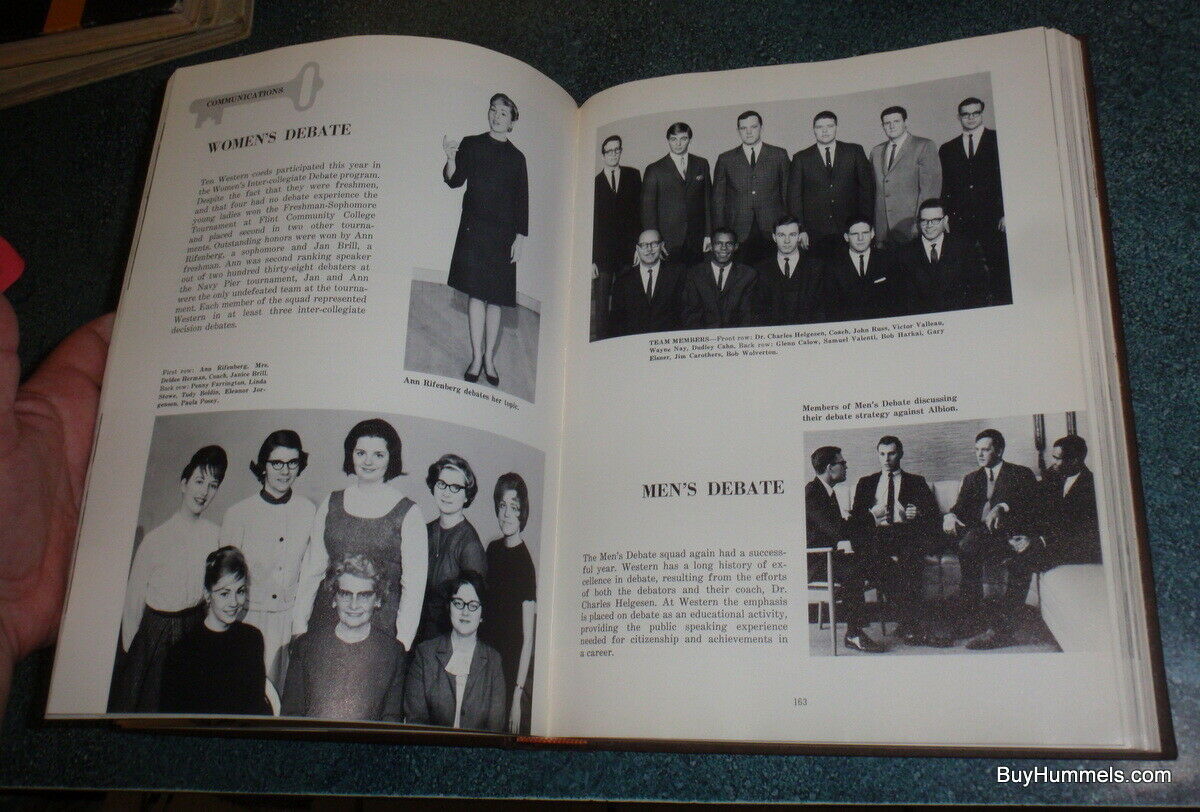 COMMUNICATIONS
WOMEN'S DEBATE
Ten Western coeds participated this year in
the Women's Inter-collegiate Debate program.
Despite the fact that they were freshmen,
and that four had no debate experience the
young ladies won the Freshman-Sophomore
Tournament at Flint Community College
and placed second in two other tourna-
ments. Outstanding honors were won by Ann
Rifenberg, a sophomore and Jan Brill, a
freshman. Ann was second ranking speaker
out of two hundred thirty-eight debaters at
the Navy Pier tournament, Jan and Ann
were the only undefeated team at the tourna-
ment. Each member of the squad represented
Western in at least three inter-collegiate
decision debates.
Ann Rifenberg debates her topic.
First row: Ann Rifenberg, Mrs.
Deldee Herman, Coach, Janice Brill,
Back row: Penny Farrington, Linda
Stowe, Tudy Boldin, Eleanor Jor-
gensen, Paula Posey.
TEAM MEMBERS—Front row: Dr. Charles Helgesen, Coach, John Russ, Victor Valleau,
Wayne Nay, Dudley Cahn, Back row: Glenn Calow, Samuel Valenti, Bob Harkai, Gary
Elsner, Jim Carothers, Bob Wolverton.
Members of Men's Debate discussing
their debate strategy against Albion.
MEN'S DEBATE
The Men's Debate squad again had a success-
ful year. Western has a long history of ex-
cellence in debate, resulting from the efforts
of both the debators and their coach, Dr.
Charles Helgesen. At Western the emphasis
is placed on debate as an educational activity,
providing the public speaking experience
needed for citizenship and achievements in
a career.
163
BuyHummels.com